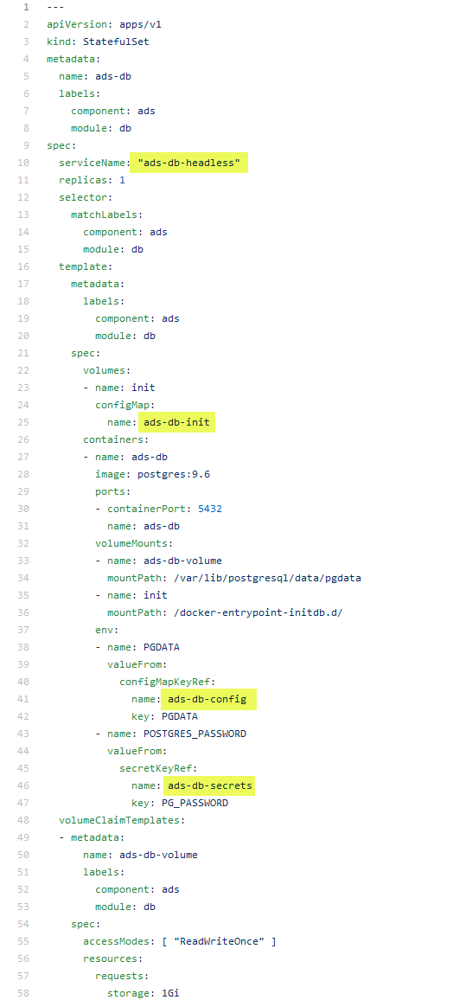 1 ---
2 apiVersion: apps/v1
3 kind: StatefulSet
4 metadata:
5   name: ads-db
6   labels:
7     component: ads
8     module: db
9 spec:
10   serviceName: "ads-db-headless"
11   replicas: 1
12   selector:
13     matchLabels:
14       component: ads
15       module: db
16   template:
17     metadata:
18       labels:
19         component: ads
20         module: db
21     spec:
22       volumes:
23       - name: init
24         configMap:
25           name: ads-db-init
26       containers:
27       - name: ads-db
28         image: postgres:9.6
29         ports:
30         - containerPort: 5432
31           name: ads-db
32         volumeMounts:
33         - name: ads-db-volume
34           mountPath: /var/lib/postgresql/data/pgdata
35         - name: init
36           mountPath: /docker-entrypoint-initdb.d/
37         env:
38         - name: PGDATA
39           valueFrom:
40             configMapKeyRef:
41               name: ads-db-config
42               key: PGDATA
43         - name: POSTGRES_PASSWORD
44           valueFrom:
45             secretKeyRef:
46               name: ads-db-secrets
47               key: PG_PASSWORD
48   volumeClaimTemplates:
49   - metadata:
50       name: ads-db-volume
51       labels:
52         component: ads
53         module: db
54     spec:
55       accessModes: [ "ReadWriteOnce" ]
56       resources:
57         requests:
58           storage: 1Gi